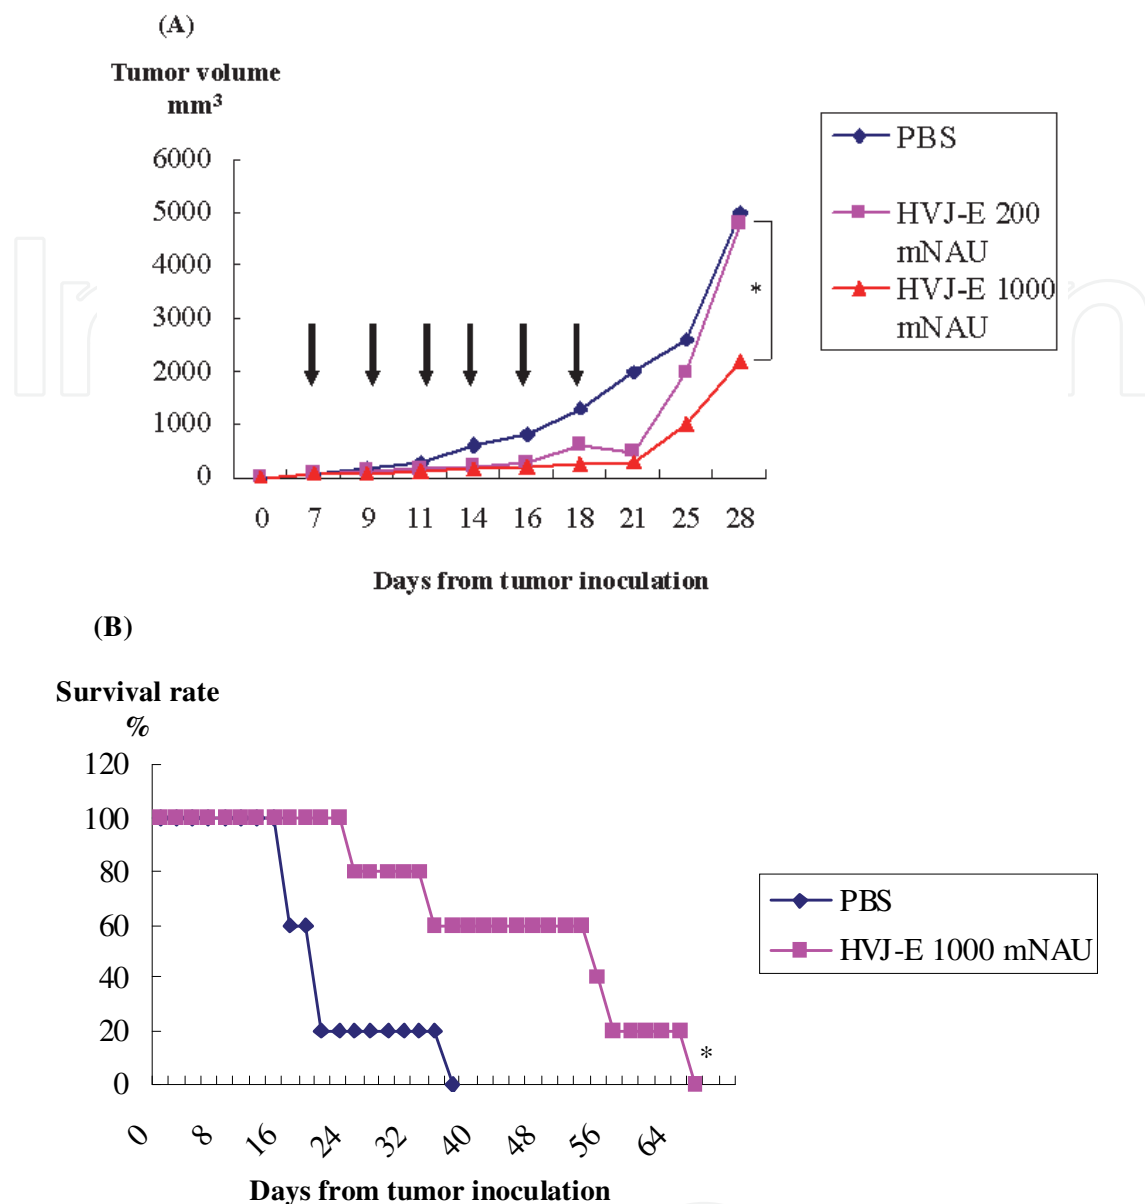 (A)
Tumor volume
mm³
6000
5000
4000
3000
2000
1000
0
0 7 9 11 14 16 18 21 25 28
Days from tumor inoculation
*
PBS
HVJ-E 200
mNAU
HVJ-E 1000
mNAU
(B)
Survival rate
%
120
100
80
60
40
20
0
0 8 16 24 32 40 48 56 64
Days from tumor inoculation
*
PBS
HVJ-E 1000 mNAU